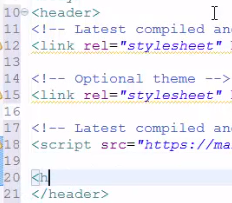 10 <header>
11 <!-- Latest compiled and
12 <link rel="stylesheet"
13
14 <!-- Optional theme -->
15 <link rel="stylesheet"
16
17 <!-- Latest compiled and
18 <script src="https://ma
19
20 <h
21 </header>